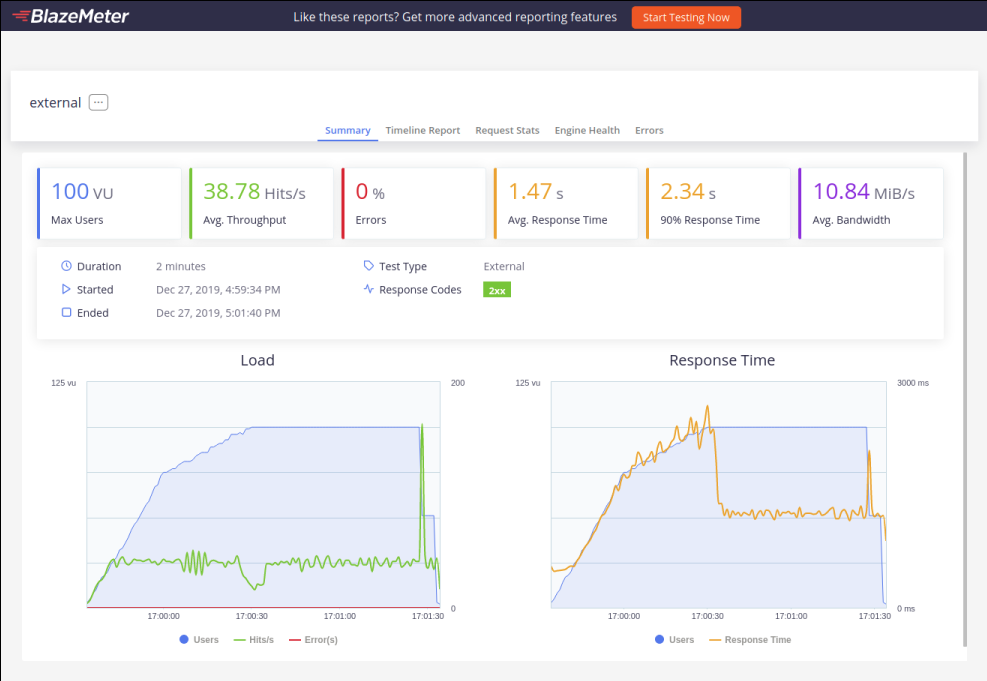 BlazeMeter
Like these reports? Get more advanced reporting features
Start Testing Now
external ...
Summary Timeline Report Request Stats Engine Health Errors
100 VU
Max Users
38.78 Hits/s
Avg. Throughput
0 %
Errors
1.47 s
Avg. Response Time
2.34 s
90% Response Time
10.84 MiB/s
Avg. Bandwidth
Duration 2 minutes
Started Dec 27, 2019, 4:59:34 PM
Ended Dec 27, 2019, 5:01:40 PM
Test Type External
Response Codes 2xx
Load
125 vu
200
0
17:00:00 17:00:30 17:01:00 17:01:30
Users Hits/s Error(s)
Response Time
125 vu
3000 ms
0 ms
17:00:00 17:00:30 17:01:00 17:01:30
Users Response Time